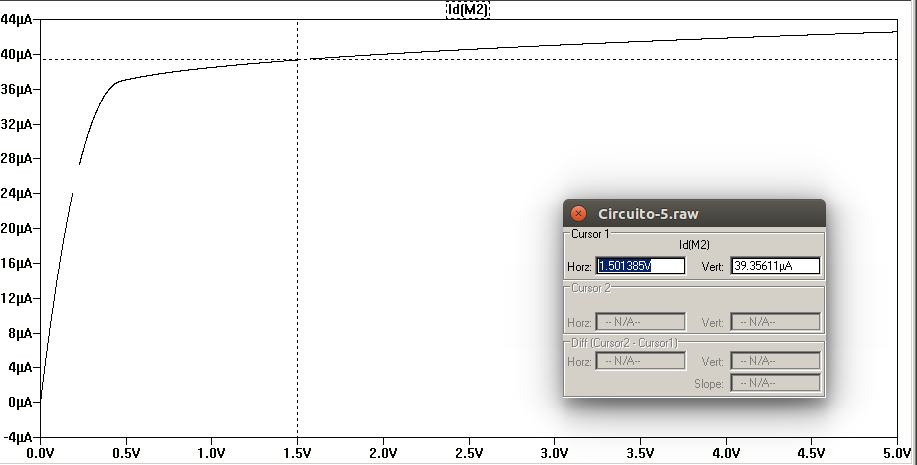 Id(M2)
44µA
40µA
36µA
32µA
28µA
24µA
20µA
16µA
12µA
8µA
4µA
0µA
-4µA
0.0V 0.5V 1.0V 1.5V 2.0V 2.5V 3.0V 3.5V 4.0V 4.5V 5.0V
Circuito-5.raw
Cursor 1
Id(M2)
Horz: 1.501385V Vert: 39.35611µA
Cursor 2
Horz: -- N/A-- Vert: -- N/A--
Diff (Cursor2 - Cursor1)
Horz: -- N/A-- Vert: -- N/A--
Slope: -- N/A--